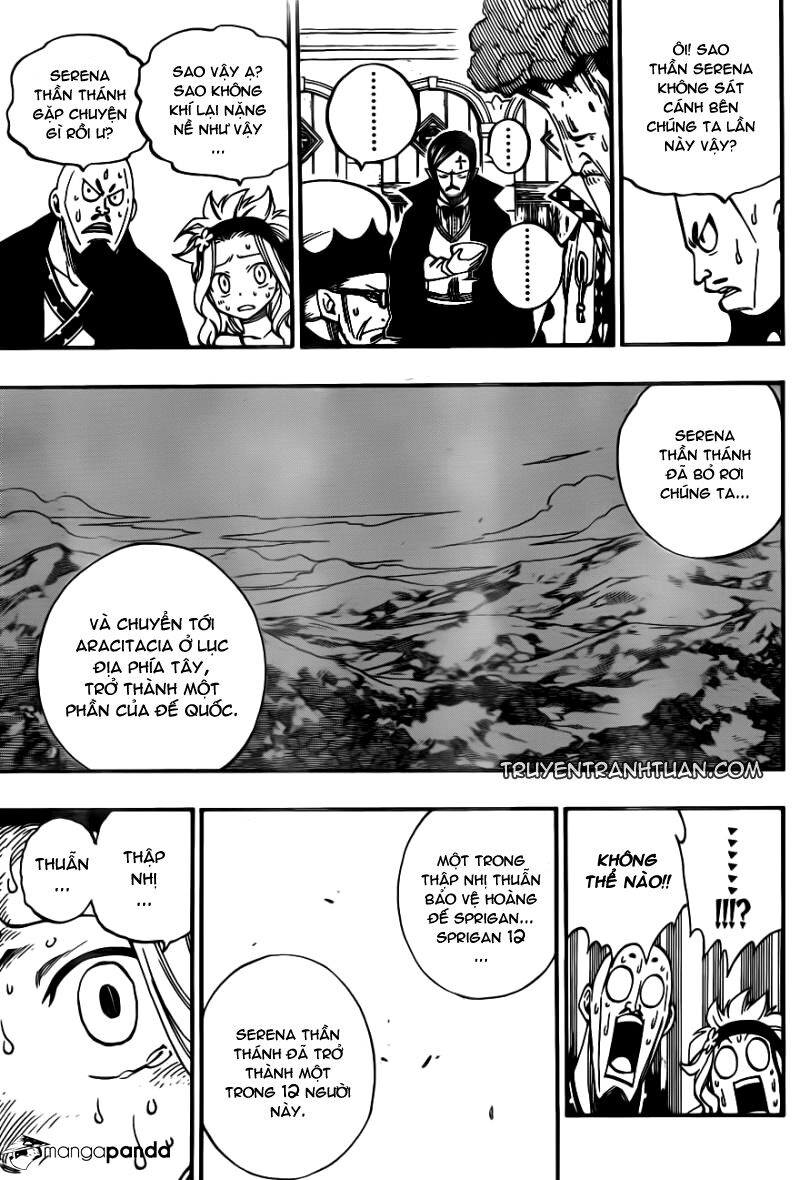 ÔI! SAO
THẦN SERENA
KHÔNG SÁT
CÁNH BÊN
CHÚNG TA LẦN
NÀY VẬY?
SAO VẬY Ạ?
SAO KHÔNG
KHÍ LẠI NẶNG
NỀ NHƯ VẬY
...
SERENA
THẦN THÁNH
GẶP CHUYỆN
GÌ RỒI Ư?
SERENA
THẦN THÁNH
ĐÃ BỎ RƠI
CHÚNG TA...
VÀ CHUYỂN TỚI
ARACITACIA Ở LỤC
ĐỊA PHÍA TÂY,
TRỞ THÀNH MỘT
PHẦN CỦA ĐẾ QUỐC.
TRUYENTRANHTUAN.COM
!!!?
KHÔNG
THỂ NÀO!!
MỘT TRONG
THẬP NHỊ THUẪN
BẢO VỆ HOÀNG
ĐẾ SPRIGAN...
SPRIGAN 12
...
SERENA THẦN
THÁNH ĐÃ TRỞ
THÀNH MỘT
TRONG 12 NGƯỜI
NÀY.
THẬP
NHỊ
...
THUẪN
...
mangapanda